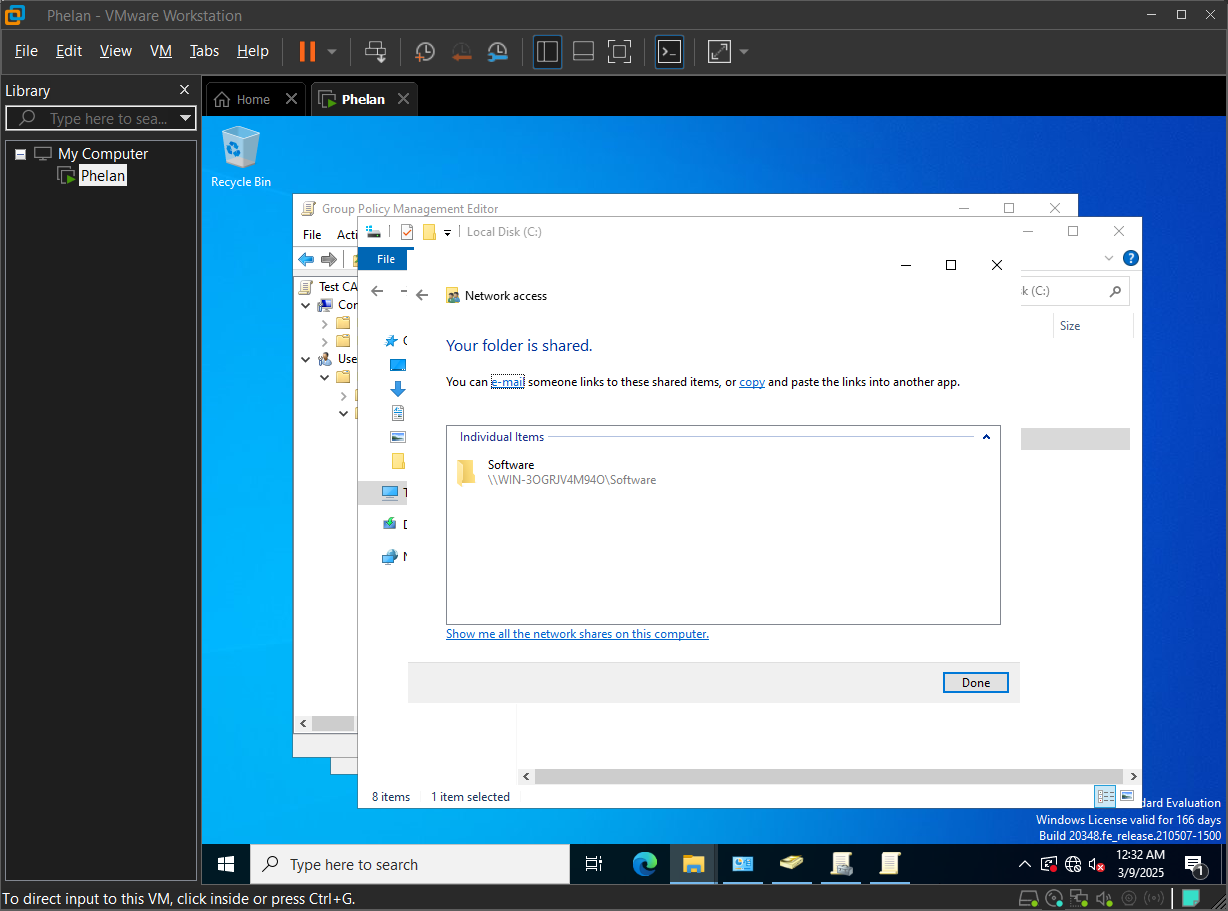 Phelan - VMware Workstation
File Edit View VM Tabs Help
Library
Type here to sea...
My Computer
Phelan
Home
Phelan
Recycle Bin
Group Policy Management Editor
File Acti
Local Disk (C:)
File
Test CA
Con
Use
k (C:)
Size
Network access
Your folder is shared.
You can e-mail someone links to these shared items, or copy and paste the links into another app.
Individual Items
Software
\\WIN-3OGRJV4M94O\Software
Show me all the network shares on this computer.
Done
8 items 1 item selected
dard Evaluation
Windows License valid for 166 days
Build 20348.fe_release.210507-1500
Type here to search
12:32 AM
3/9/2025
1
To direct input to this VM, click inside or press Ctrl+G.